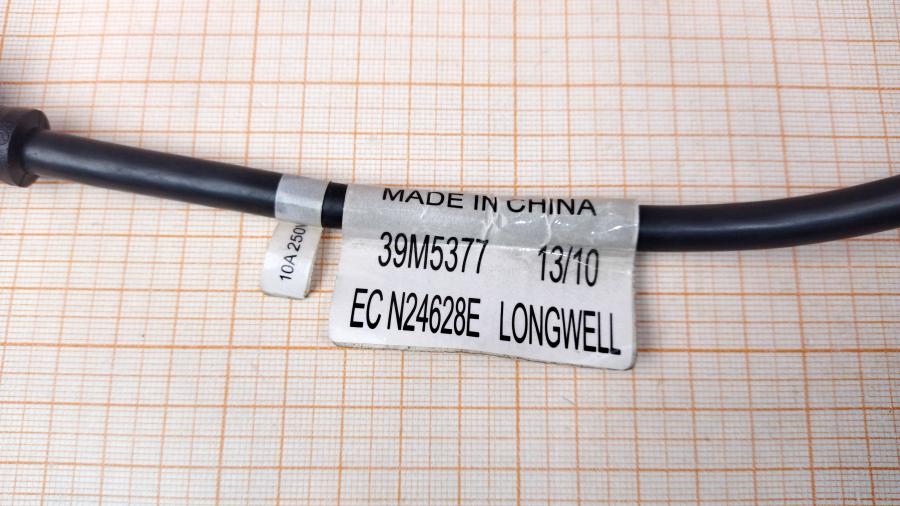 MADE IN CHINA
39M5377 13/10
EC N24628E LONGWELL
10A 250V